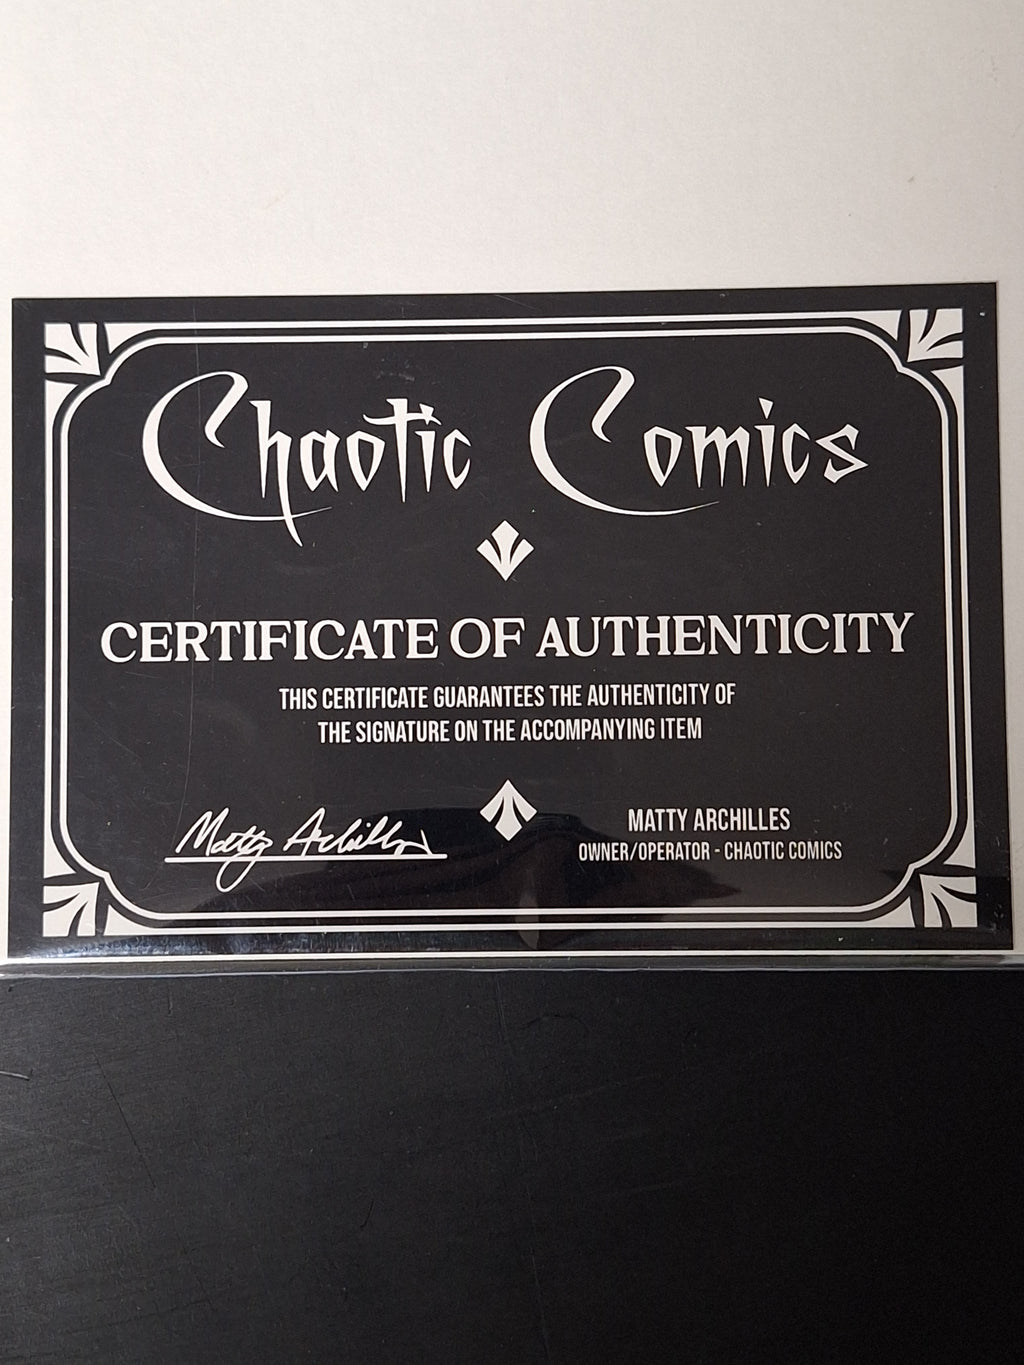 Chaotic Comics
CERTIFICATE OF AUTHENTICITY
THIS CERTIFICATE GUARANTEES THE AUTHENTICITY OF
THE SIGNATURE ON THE ACCOMPANYING ITEM
Matty Archilles
MATTY ARCHILLES
OWNER/OPERATOR - CHAOTIC COMICS